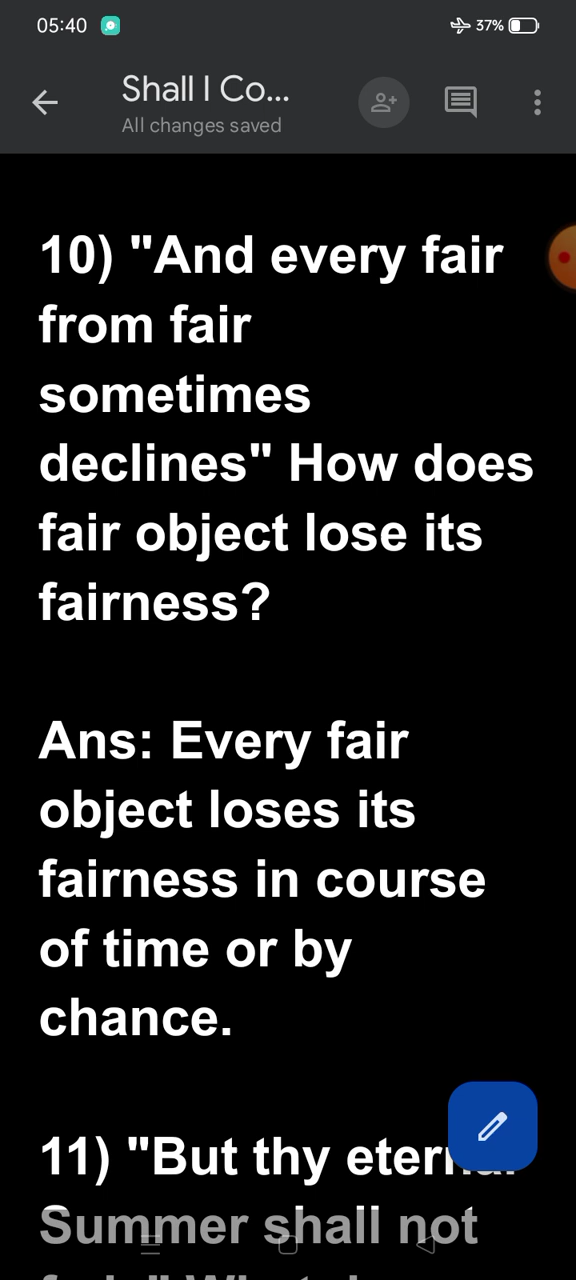 05:40
37%
Shall I Co...
All changes saved
10) "And every fair
from fair
sometimes
declines" How does
fair object lose its
fairness?
Ans: Every fair
object loses its
fairness in course
of time or by
chance.
11) "But thy eternal
Summer shall not